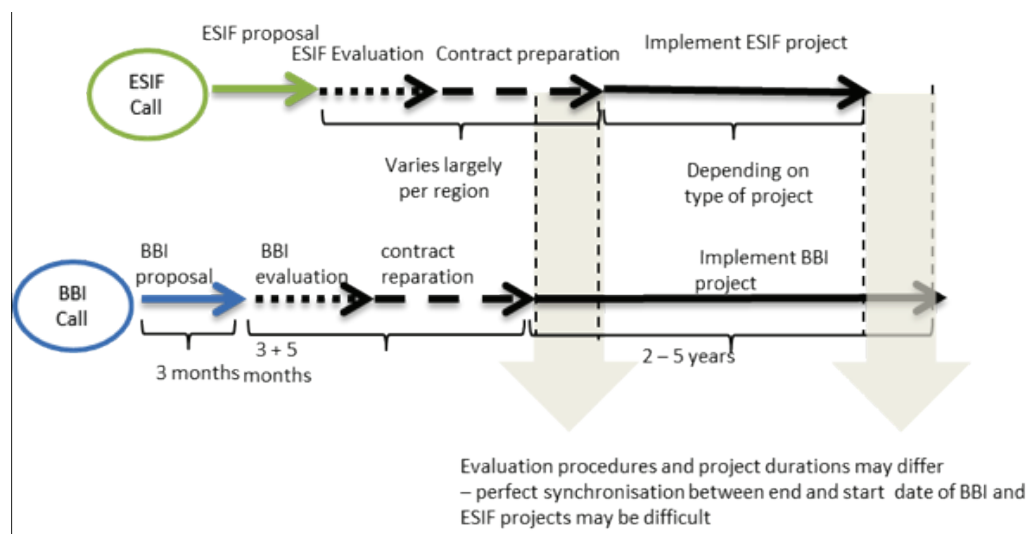 ESIF proposal
ESIF Evaluation
Contract preparation
Implement ESIF project
ESIF
Call
Varies largely
per region
Depending on
type of project
BBI
proposal
BBI
evaluation
contract
reparation
Implement BBI
project
BBI
Call
3 months
3 + 5
months
2 – 5 years
Evaluation procedures and project durations may differ
– perfect synchronisation between end and start date of BBI and
ESIF projects may be difficult